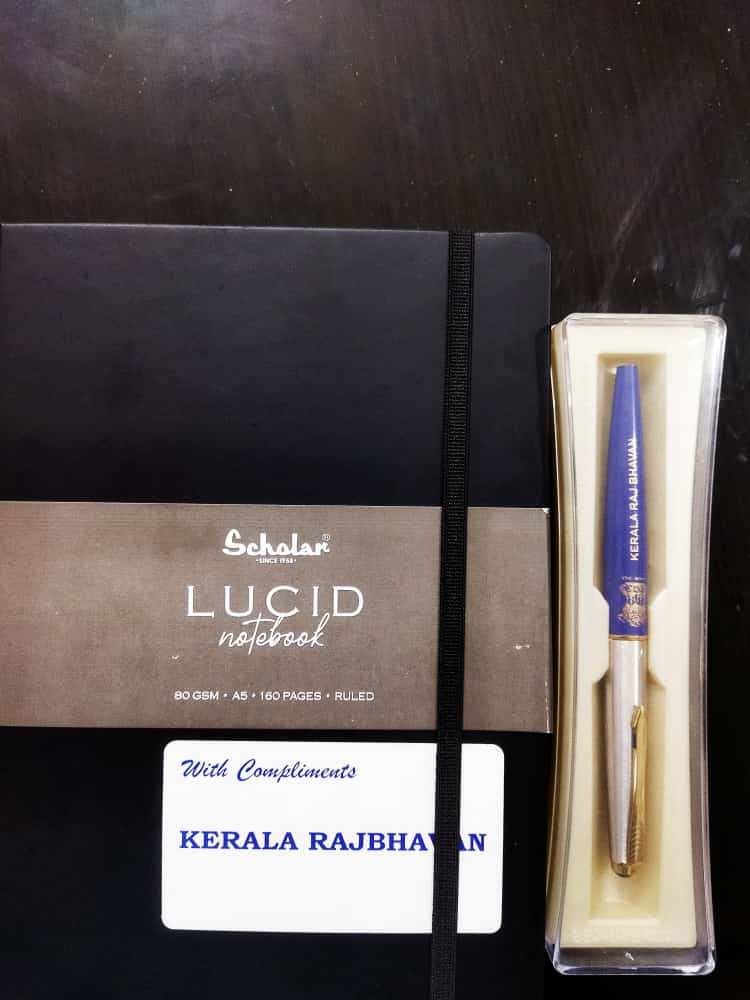 Scholar®
·SINCE 1958·
LUCID
notebook
80 GSM • A5 • 160 PAGES • RULED
With Compliments
KERALA RAJBHAVAN
KERALA RAJ BHAVAN